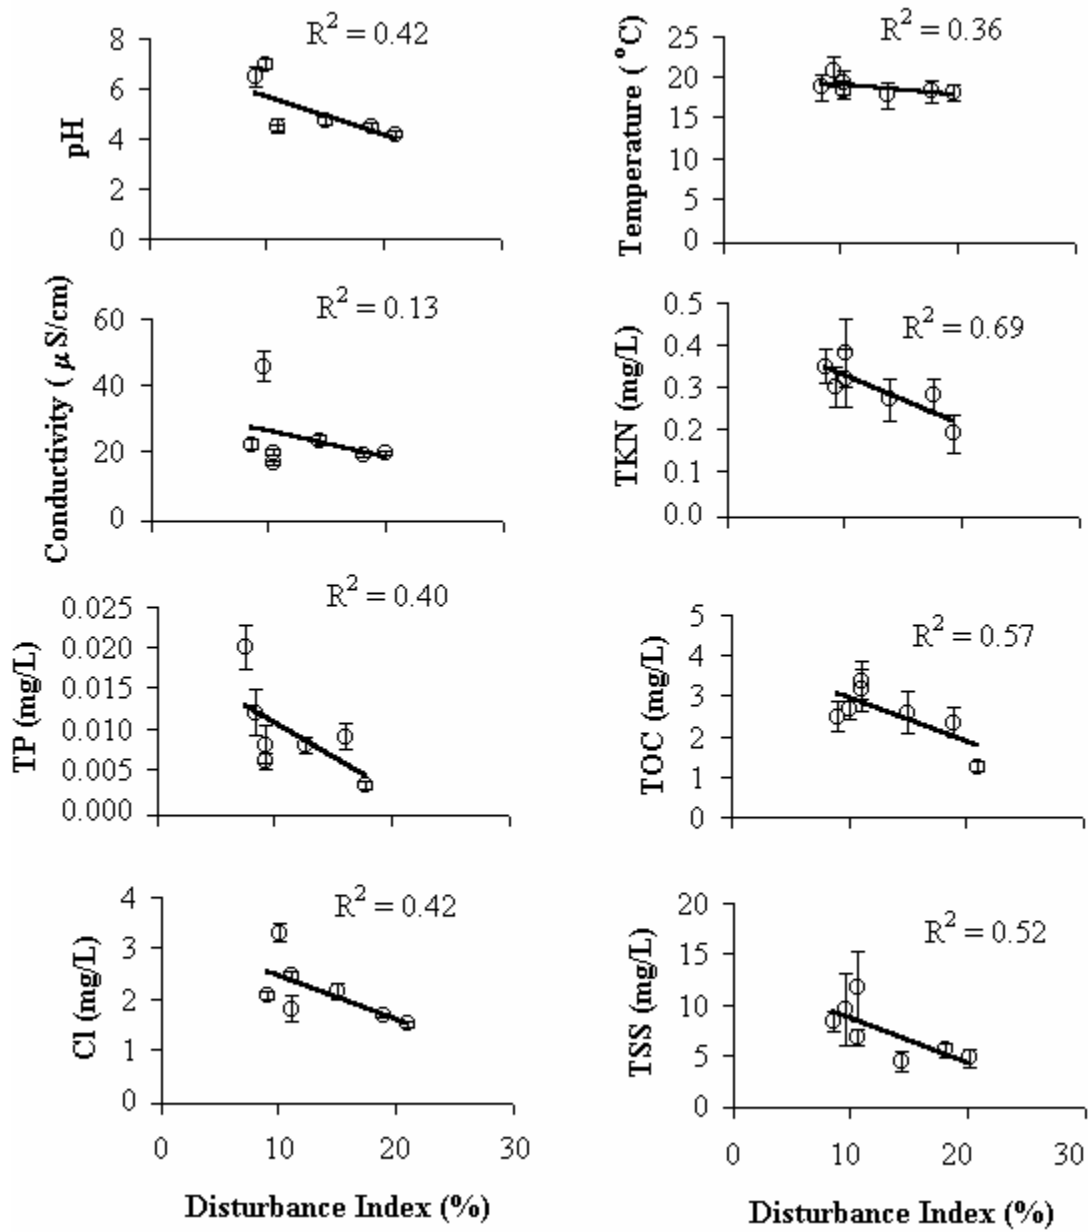 R² = 0.42
8
6
4
2
0
pH
R² = 0.36
25
20
15
10
5
0
Temperature ( °C)
R² = 0.13
60
40
20
0
Conductivity ( μS/cm)
R² = 0.69
0.5
0.4
0.3
0.2
0.1
0.0
TKN (mg/L)
R² = 0.40
0.025
0.020
0.015
0.010
0.005
0.000
TP (mg/L)
R² = 0.57
5
4
3
2
1
0
TOC (mg/L)
R² = 0.42
4
3
2
1
0
Cl (mg/L)
0 10 20 30
Disturbance Index (%)
R² = 0.52
20
15
10
5
0
TSS (mg/L)
0 10 20 30
Disturbance Index (%)